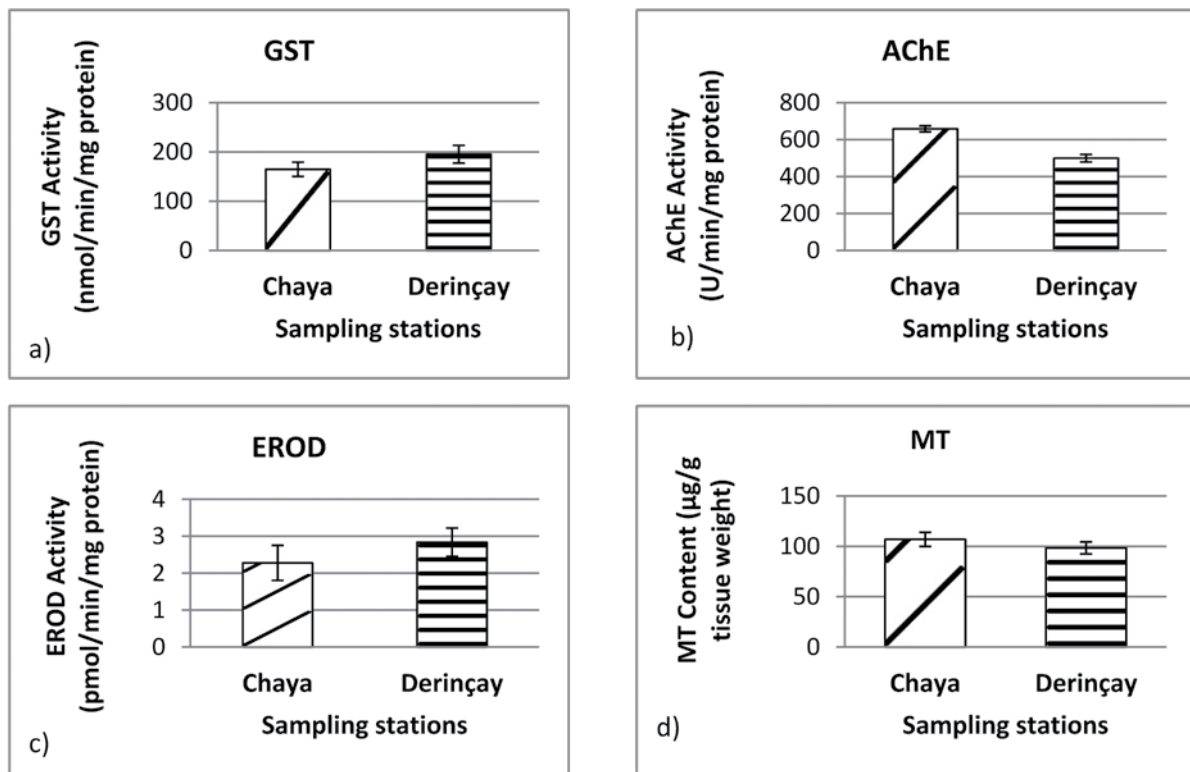 GST
GST Activity
(nmol/min/mg protein)
300
200
100
0
Chaya Derinçay
Sampling stations
a)
AChE
AChE Activity
(U/min/mg protein)
800
600
400
200
0
Chaya Derinçay
Sampling stations
b)
EROD
EROD Activity
(pmol/min/mg protein)
4
3
2
1
0
Chaya Derinçay
Sampling stations
c)
MT
MT Content (µg/g
tissue weight)
150
100
50
0
Chaya Derinçay
Sampling stations
d)